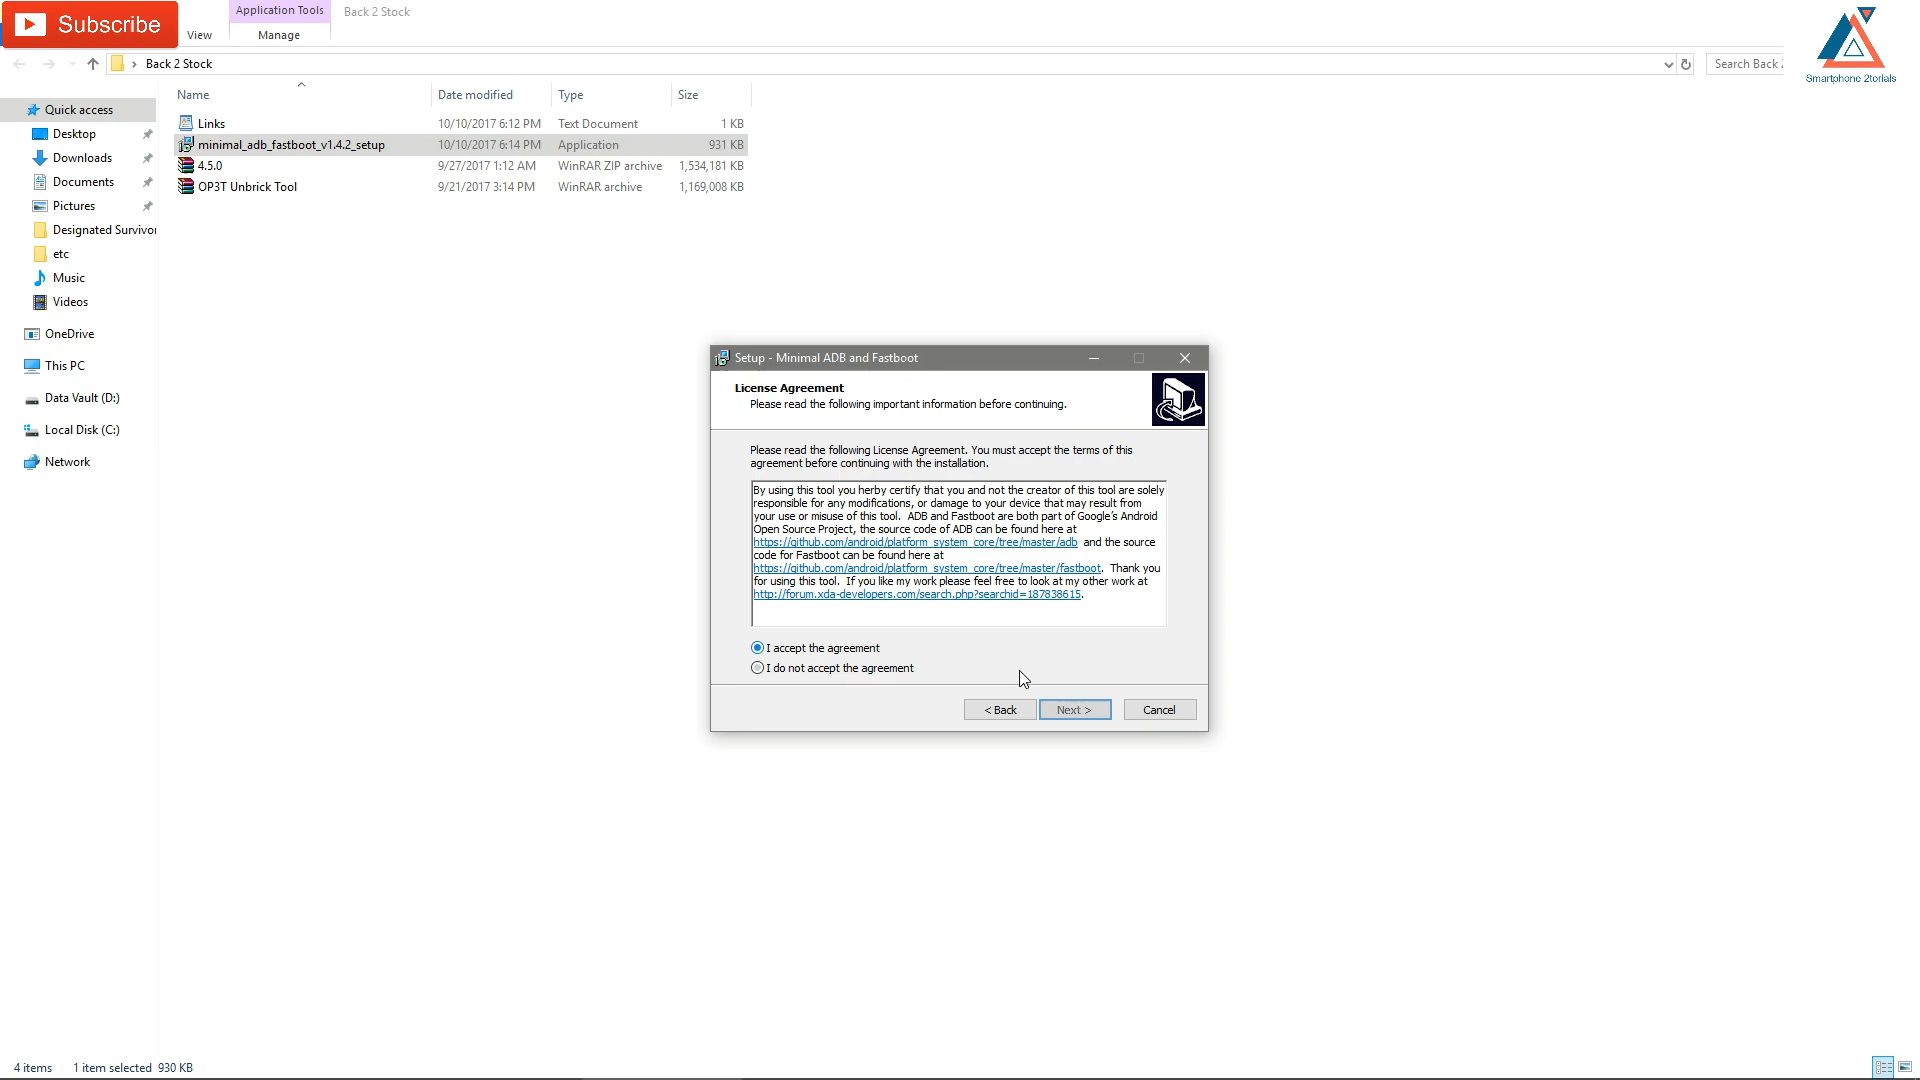 Subscribe
View
Application Tools
Manage
Back 2 Stock
Smartphone 2torials
Back 2 Stock
Search Back 2
Name
Date modified
Type
Size
Links
10/10/2017 6:12 PM
Text Document
1 KB
minimal_adb_fastboot_v1.4.2_setup
10/10/2017 6:14 PM
Application
931 KB
4.5.0
9/27/2017 1:12 AM
WinRAR ZIP archive
1,534,181 KB
OP3T Unbrick Tool
9/21/2017 3:14 PM
WinRAR archive
1,169,008 KB
Quick access
Desktop
Downloads
Documents
Pictures
Designated Survivor
etc
Music
Videos
OneDrive
This PC
Data Vault (D:)
Local Disk (C:)
Network
Setup - Minimal ADB and Fastboot
License Agreement
Please read the following important information before continuing.
Please read the following License Agreement. You must accept the terms of this
agreement before continuing with the installation.
By using this tool you herby certify that you and not the creator of this tool are solely
responsible for any modifications, or damage to your device that may result from
your use or misuse of this tool. ADB and Fastboot are both part of Google's Android
Open Source Project, the source code of ADB can be found here at
https://github.com/android/platform_system_core/tree/master/adb and the source
code for Fastboot can be found here at
https://github.com/android/platform_system_core/tree/master/fastboot. Thank you
for using this tool. If you like my work please feel free to look at my other work at
http://forum.xda-developers.com/search.php?searchid=187838615.
I accept the agreement
I do not accept the agreement
< Back
Next >
Cancel
4 items
1 item selected 930 KB